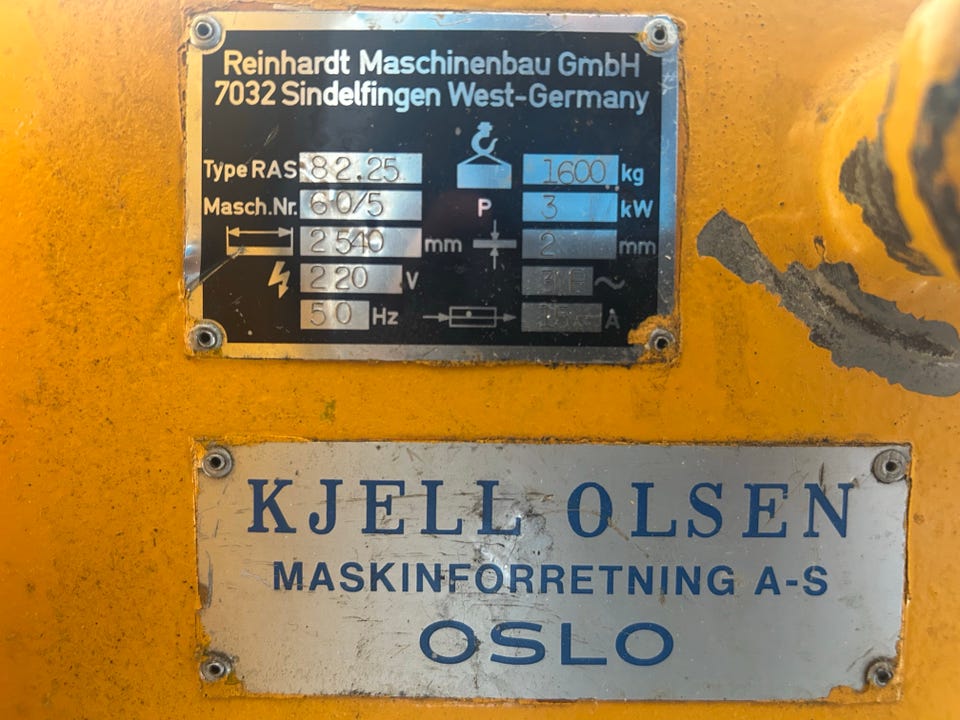 Reinhardt Maschinenbau GmbH
7032 Sindelfingen West-Germany
Type RAS 82.25 1600 kg
Masch.Nr. 60/5 P 3 kW
2540 mm 2 mm
220 V ~
50 Hz A
KJELL OLSEN
MASKINFORRETNING A-S
OSLO